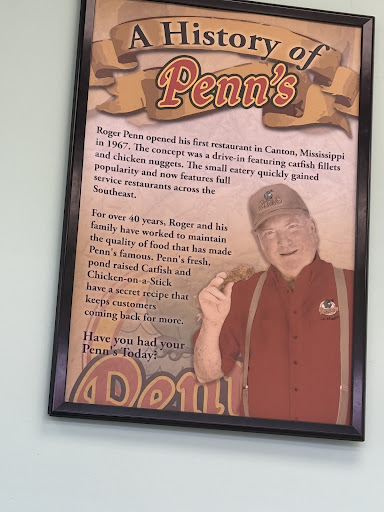 A History of
Penn's
Roger Penn opened his first restaurant in Canton, Mississippi
in 1967. The concept was a drive-in featuring catfish fillets
and chicken nuggets. The small eatery quickly gained
popularity and now features full
service restaurants across the
Southeast.
For over 40 years, Roger and his
family have worked to maintain
the quality of food that has made
Penn's famous. Penn's fresh,
pond raised Catfish and
Chicken-on-a-Stick
have a secret recipe that
keeps customers
coming back for more.
Have you had your
Penn's Today?
Penn